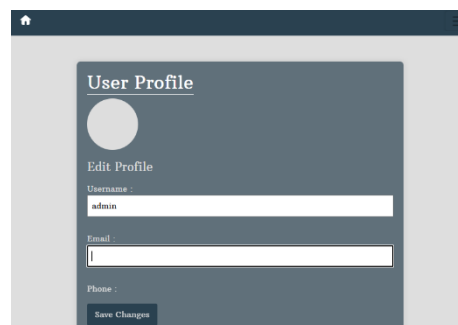 User Profile
Edit Profile
Username :
admin
Email :
Phone :
Save Changes